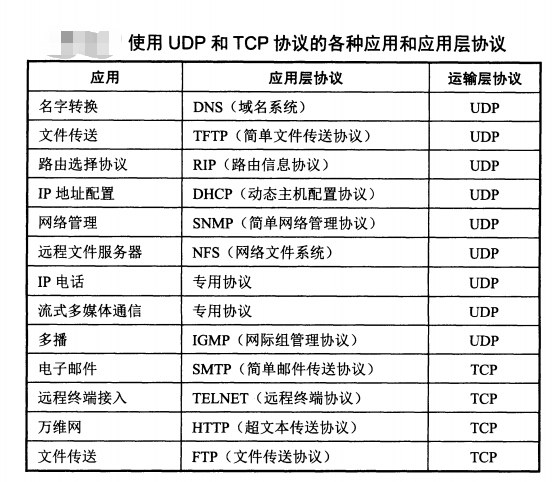 使用 UDP 和 TCP 协议的各种应用和应用层协议
应用 应用层协议 运输层协议
名字转换 DNS（域名系统） UDP
文件传送 TFTP（简单文件传送协议） UDP
路由选择协议 RIP（路由信息协议） UDP
IP 地址配置 DHCP（动态主机配置协议） UDP
网络管理 SNMP（简单网络管理协议） UDP
远程文件服务器 NFS（网络文件系统） UDP
IP 电话 专用协议 UDP
流式多媒体通信 专用协议 UDP
多播 IGMP（网际组管理协议） UDP
电子邮件 SMTP（简单邮件传送协议） TCP
远程终端接入 TELNET（远程终端协议） TCP
万维网 HTTP（超文本传送协议） TCP
文件传送 FTP（文件传送协议） TCP